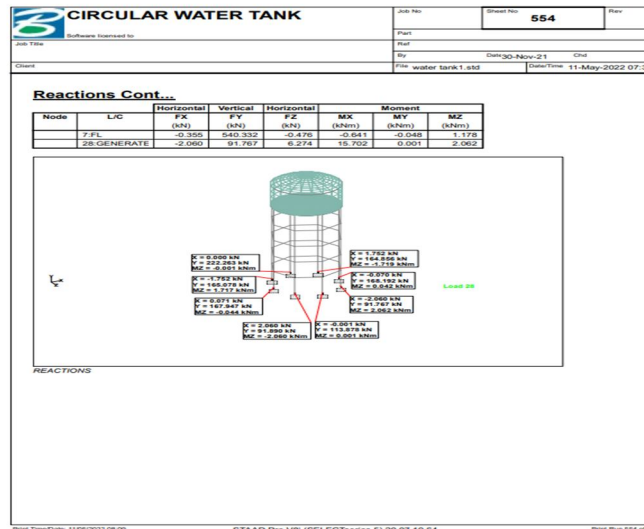 CIRCULAR WATER TANK
Software licensed to
Job No
Sheet No
554
Rev
Part
Job Title
Ref
By
Date 30-Nov-21
Chd
Client
File water tank1.std
Date/Time 11-May-2022 07:3
Reactions Cont...
Horizontal Vertical Horizontal Moment
Node L/C FX FY FZ MX MY MZ
(kN) (kN) (kN) (kNm) (kNm) (kNm)
7:FL -0.355 540.332 -0.476 -0.641 -0.048 1.178
28:GENERATE -2.060 91.767 6.274 15.702 0.001 2.062
X = 0.000 kN
Y = 222.263 kN
MZ = -0.001 kNm
X = 1.752 kN
Y = 164.856 kN
MZ = -1.719 kNm
X = -1.752 kN
Y = 165.078 kN
MZ = 1.717 kNm
X = -0.070 kN
Y = 168.192 kN
MZ = 0.042 kNm
Load 28
X = 0.071 kN
Y = 167.947 kN
MZ = -0.044 kNm
X = -2.060 kN
Y = 91.767 kN
MZ = 2.062 kNm
X = 2.060 kN
Y = 91.890 kN
MZ = -2.060 kNm
X = -0.001 kN
Y = 113.878 kN
MZ = 0.001 kNm
REACTIONS